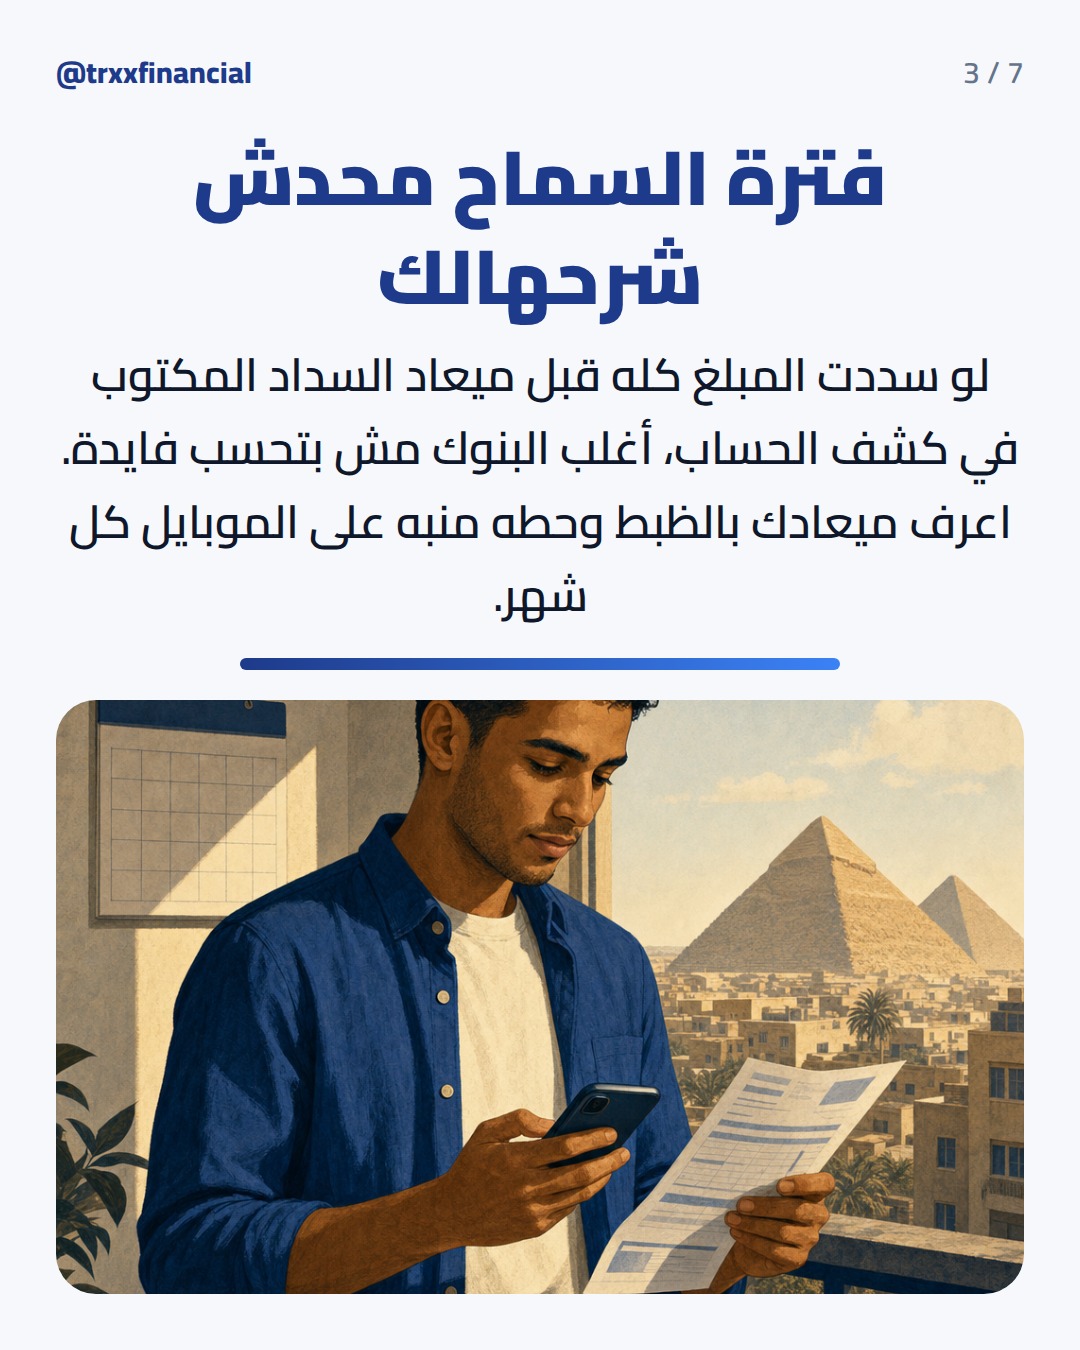 @trxxfinancial
3 / 7
فترة السماح محدش
شرحهالك
لو سددت المبلغ كله قبل ميعاد السداد المكتوب
في كشف الحساب، أغلب البنوك مش بتحسب فايدة.
اعرف ميعادك بالظبط وحطه منبه على الموبايل كل
شهر.